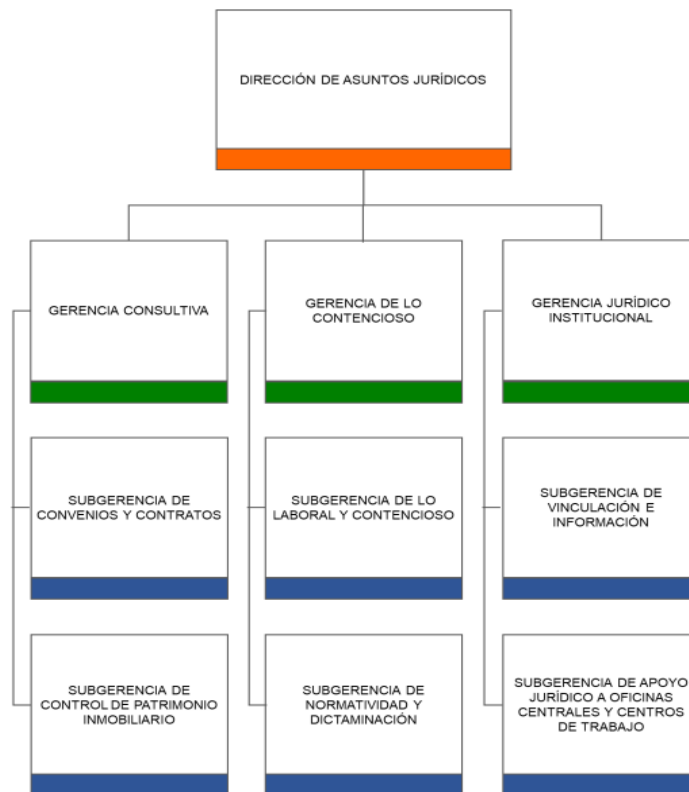 DIRECCIÓN DE ASUNTOS JURÍDICOS
GERENCIA CONSULTIVA
GERENCIA DE LO
CONTENCIOSO
GERENCIA JURÍDICO
INSTITUCIONAL
SUBGERENCIA DE
CONVENIOS Y CONTRATOS
SUBGERENCIA DE LO
LABORAL Y CONTENCIOSO
SUBGERENCIA DE
VINCULACIÓN E
INFORMACIÓN
SUBGERENCIA DE
CONTROL DE PATRIMONIO
INMOBILIARIO
SUBGERENCIA DE
NORMATIVIDAD Y
DICTAMINACIÓN
SUBGERENCIA DE APOYO
JURÍDICO A OFICINAS
CENTRALES Y CENTROS
DE TRABAJO